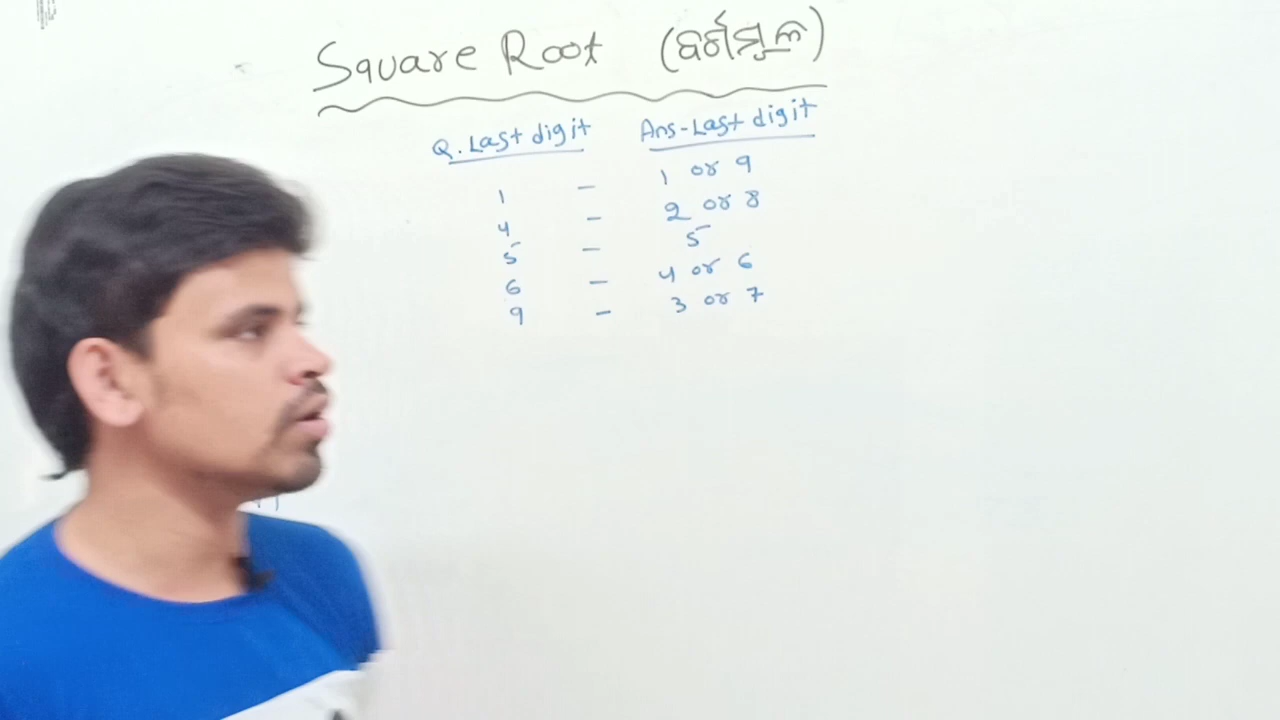 Square Root (ବର୍ଗମୂଳ)
Q. Last digit Ans-Last digit
1 - 1 or 9
4 - 2 or 8
5 - 5
6 - 4 or 6
9 - 3 or 7